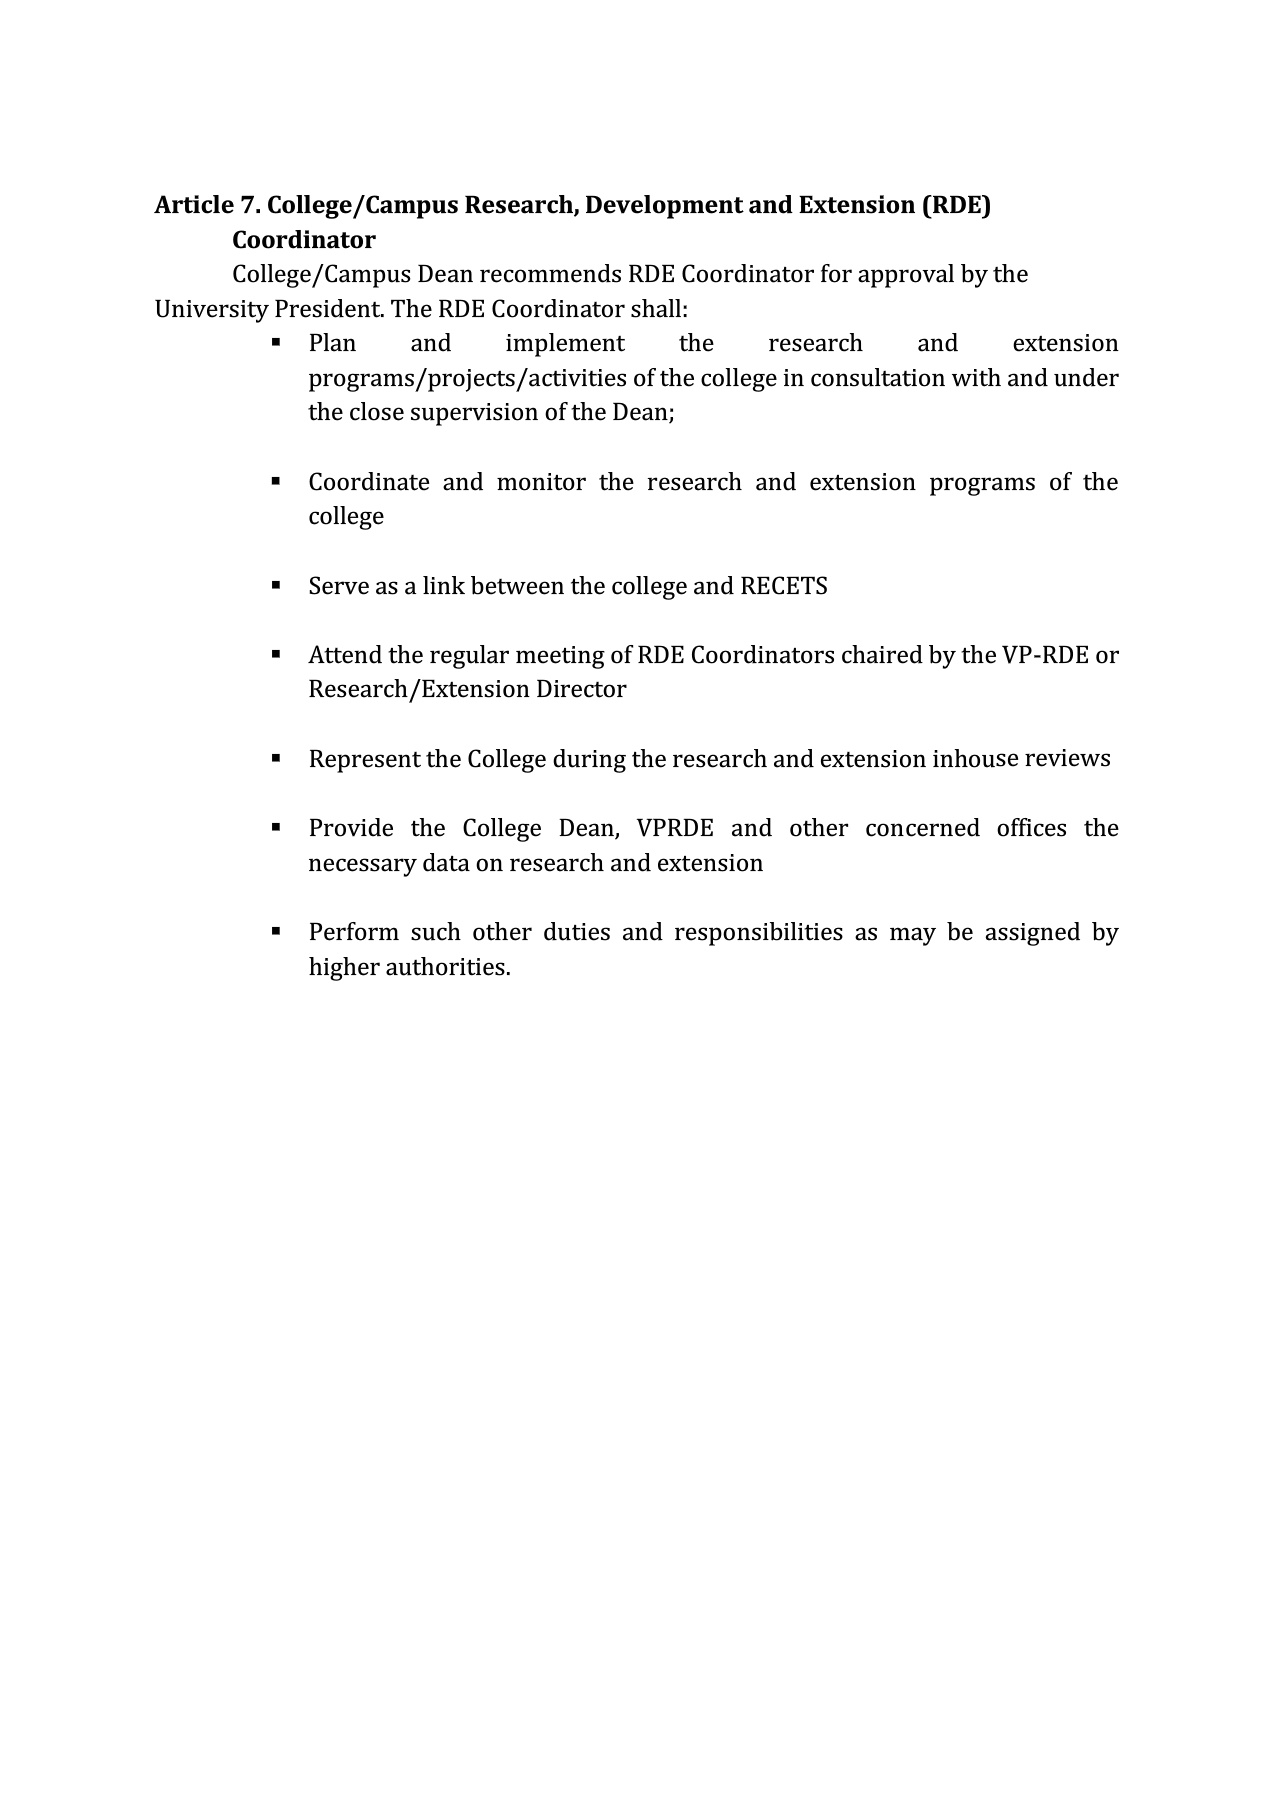 Article 7. College/Campus Research, Development and Extension (RDE)
Coordinator
College/Campus Dean recommends RDE Coordinator for approval by the
University President. The RDE Coordinator shall:
▪ Plan and implement the research and extension
programs/projects/activities of the college in consultation with and under
the close supervision of the Dean;
▪ Coordinate and monitor the research and extension programs of the
college
▪ Serve as a link between the college and RECETS
▪ Attend the regular meeting of RDE Coordinators chaired by the VP-RDE or
Research/Extension Director
▪ Represent the College during the research and extension inhouse reviews
▪ Provide the College Dean, VPRDE and other concerned offices the
necessary data on research and extension
▪ Perform such other duties and responsibilities as may be assigned by
higher authorities.